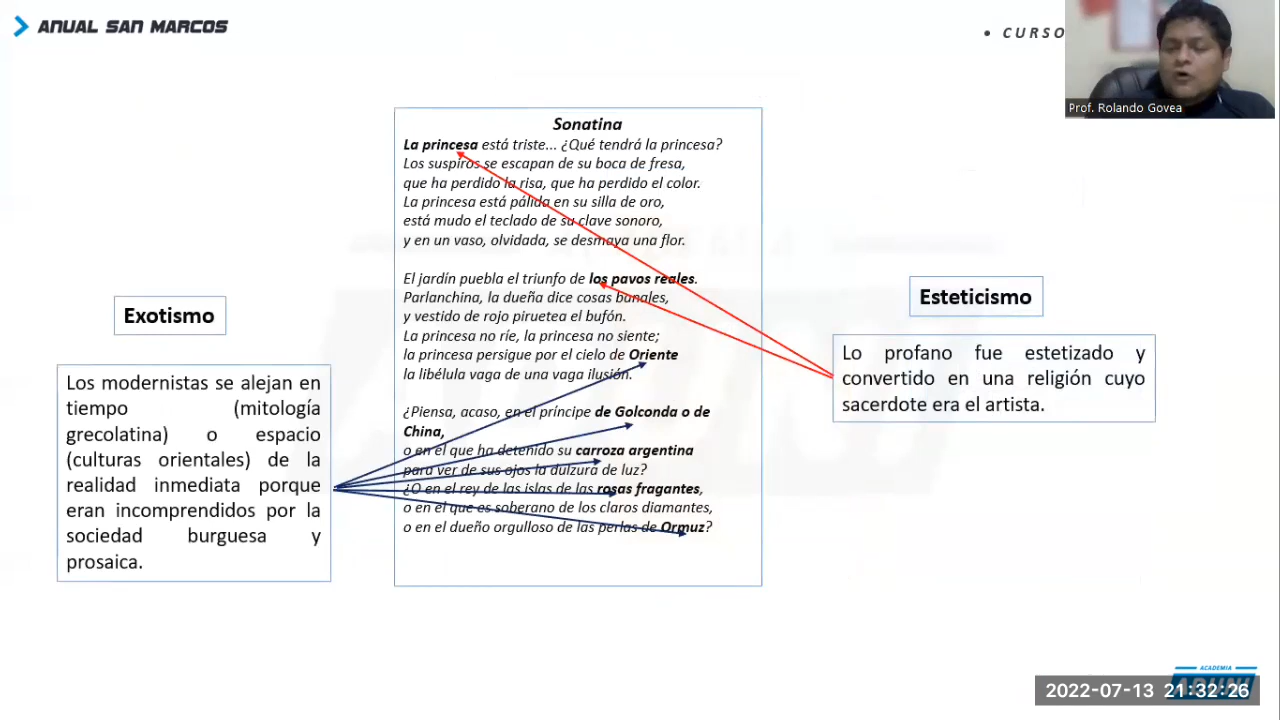 ANUAL SAN MARCOS
• CURSO
Prof. Rolando Govea
Sonatina
La princesa está triste... ¿Qué tendrá la princesa?
Los suspiros se escapan de su boca de fresa,
que ha perdido la risa, que ha perdido el color.
La princesa está pálida en su silla de oro,
está mudo el teclado de su clave sonoro,
y en un vaso, olvidada, se desmaya una flor.
El jardín puebla el triunfo de los pavos reales.
Parlanchina, la dueña dice cosas banales,
y vestido de rojo piruetea el bufón.
La princesa no ríe, la princesa no siente;
la princesa persigue por el cielo de Oriente
la libélula vaga de una vaga ilusión.
¿Piensa, acaso, en el príncipe de Golconda o de
China,
o en el que ha detenido su carroza argentina
para ver de sus ojos la dulzura de luz?
¿O en el rey de las islas de las rosas fragantes,
o en el que es soberano de los claros diamantes,
o en el dueño orgulloso de las perlas de Ormuz?
Exotismo
Los modernistas se alejan en
tiempo (mitología
grecolatina) o espacio
(culturas orientales) de la
realidad inmediata porque
eran incomprendidos por la
sociedad burguesa y
prosaica.
Esteticismo
Lo profano fue estetizado y
convertido en una religión cuyo
sacerdote era el artista.
ACADEMIA
2022-07-13 21:32:26